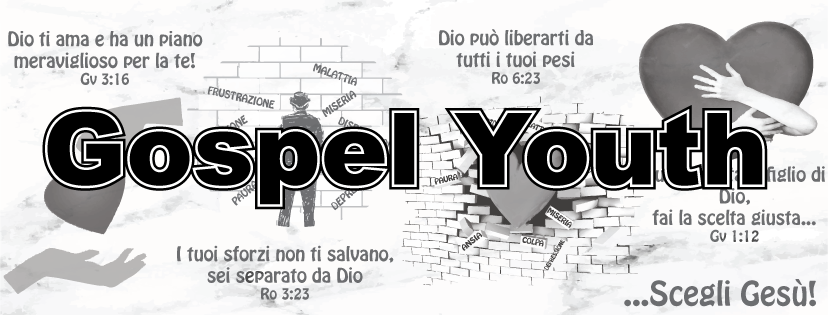 Dio ti ama e ha un piano
meraviglioso per la te!
Gv 3:16
FRUSTRAZIONE
MALATTIA
MISERIA
Dio può liberarti da
tutti i tuoi pesi
Ro 6:23
Gospel Youth
PAURA
I tuoi sforzi non ti salvano,
sei separato da Dio
Ro 3:23
PAURA
ANSIA
COLPA
MISERIA
DEPRESSIONE
figlio di
Dio,
fai la scelta giusta...
Gv 1:12
...Scegli Gesù!